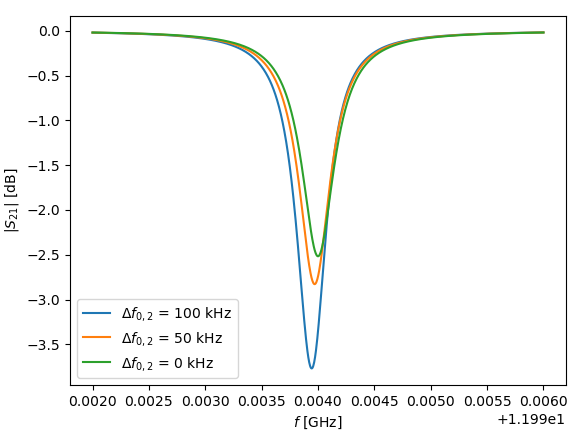 |S21| [dB]
0.0
−0.5
−1.0
−1.5
−2.0
−2.5
−3.0
−3.5
Δf0,2 = 100 kHz
Δf0,2 = 50 kHz
Δf0,2 = 0 kHz
0.0020 0.0025 0.0030 0.0035 0.0040 0.0045 0.0050 0.0055 0.0060
f [GHz]
+1.199e1